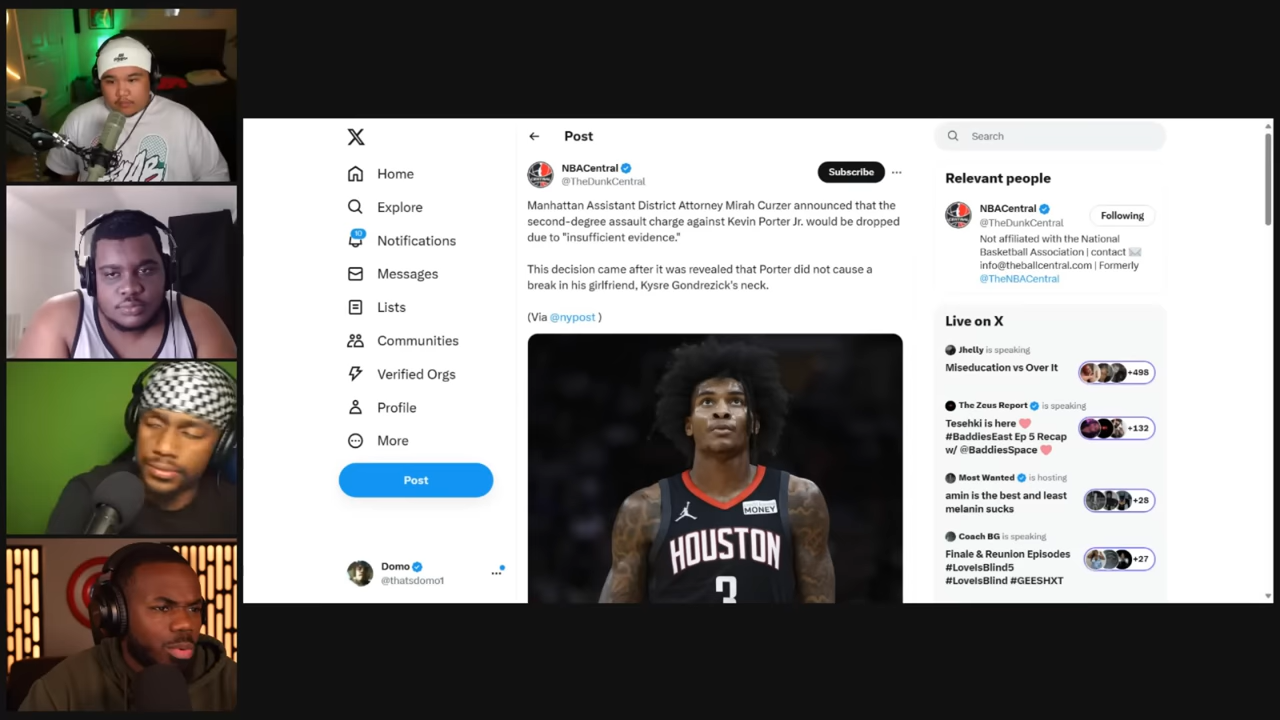 Post
NBACentral
@TheDunkCentral
Subscribe
Manhattan Assistant District Attorney Mirah Curzer announced that the
second-degree assault charge against Kevin Porter Jr. would be dropped
due to "insufficient evidence."
This decision came after it was revealed that Porter did not cause a
break in his girlfriend, Kysre Gondrezick's neck.
(Via @nypost )
MONEY
HOUSTON
3
Home
Explore
10
Notifications
Messages
Lists
Communities
Verified Orgs
Profile
More
Post
Domo
@thatsdomo1
Search
Relevant people
NBACentral
@TheDunkCentral
Following
Not affiliated with the National
Basketball Association | contact
info@theballcentral.com | Formerly
@TheNBACentral
Live on X
Jhelly is speaking
Miseducation vs Over It
+498
The Zeus Report is speaking
Tesehki is here
#BaddiesEast Ep 5 Recap
w/ @BaddiesSpace
+132
Most Wanted is hosting
amin is the best and least
melanin sucks
+28
Coach BG is speaking
Finale & Reunion Episodes
#LoveIsBlind5
#LoveIsBlind #GEESHXT
+27